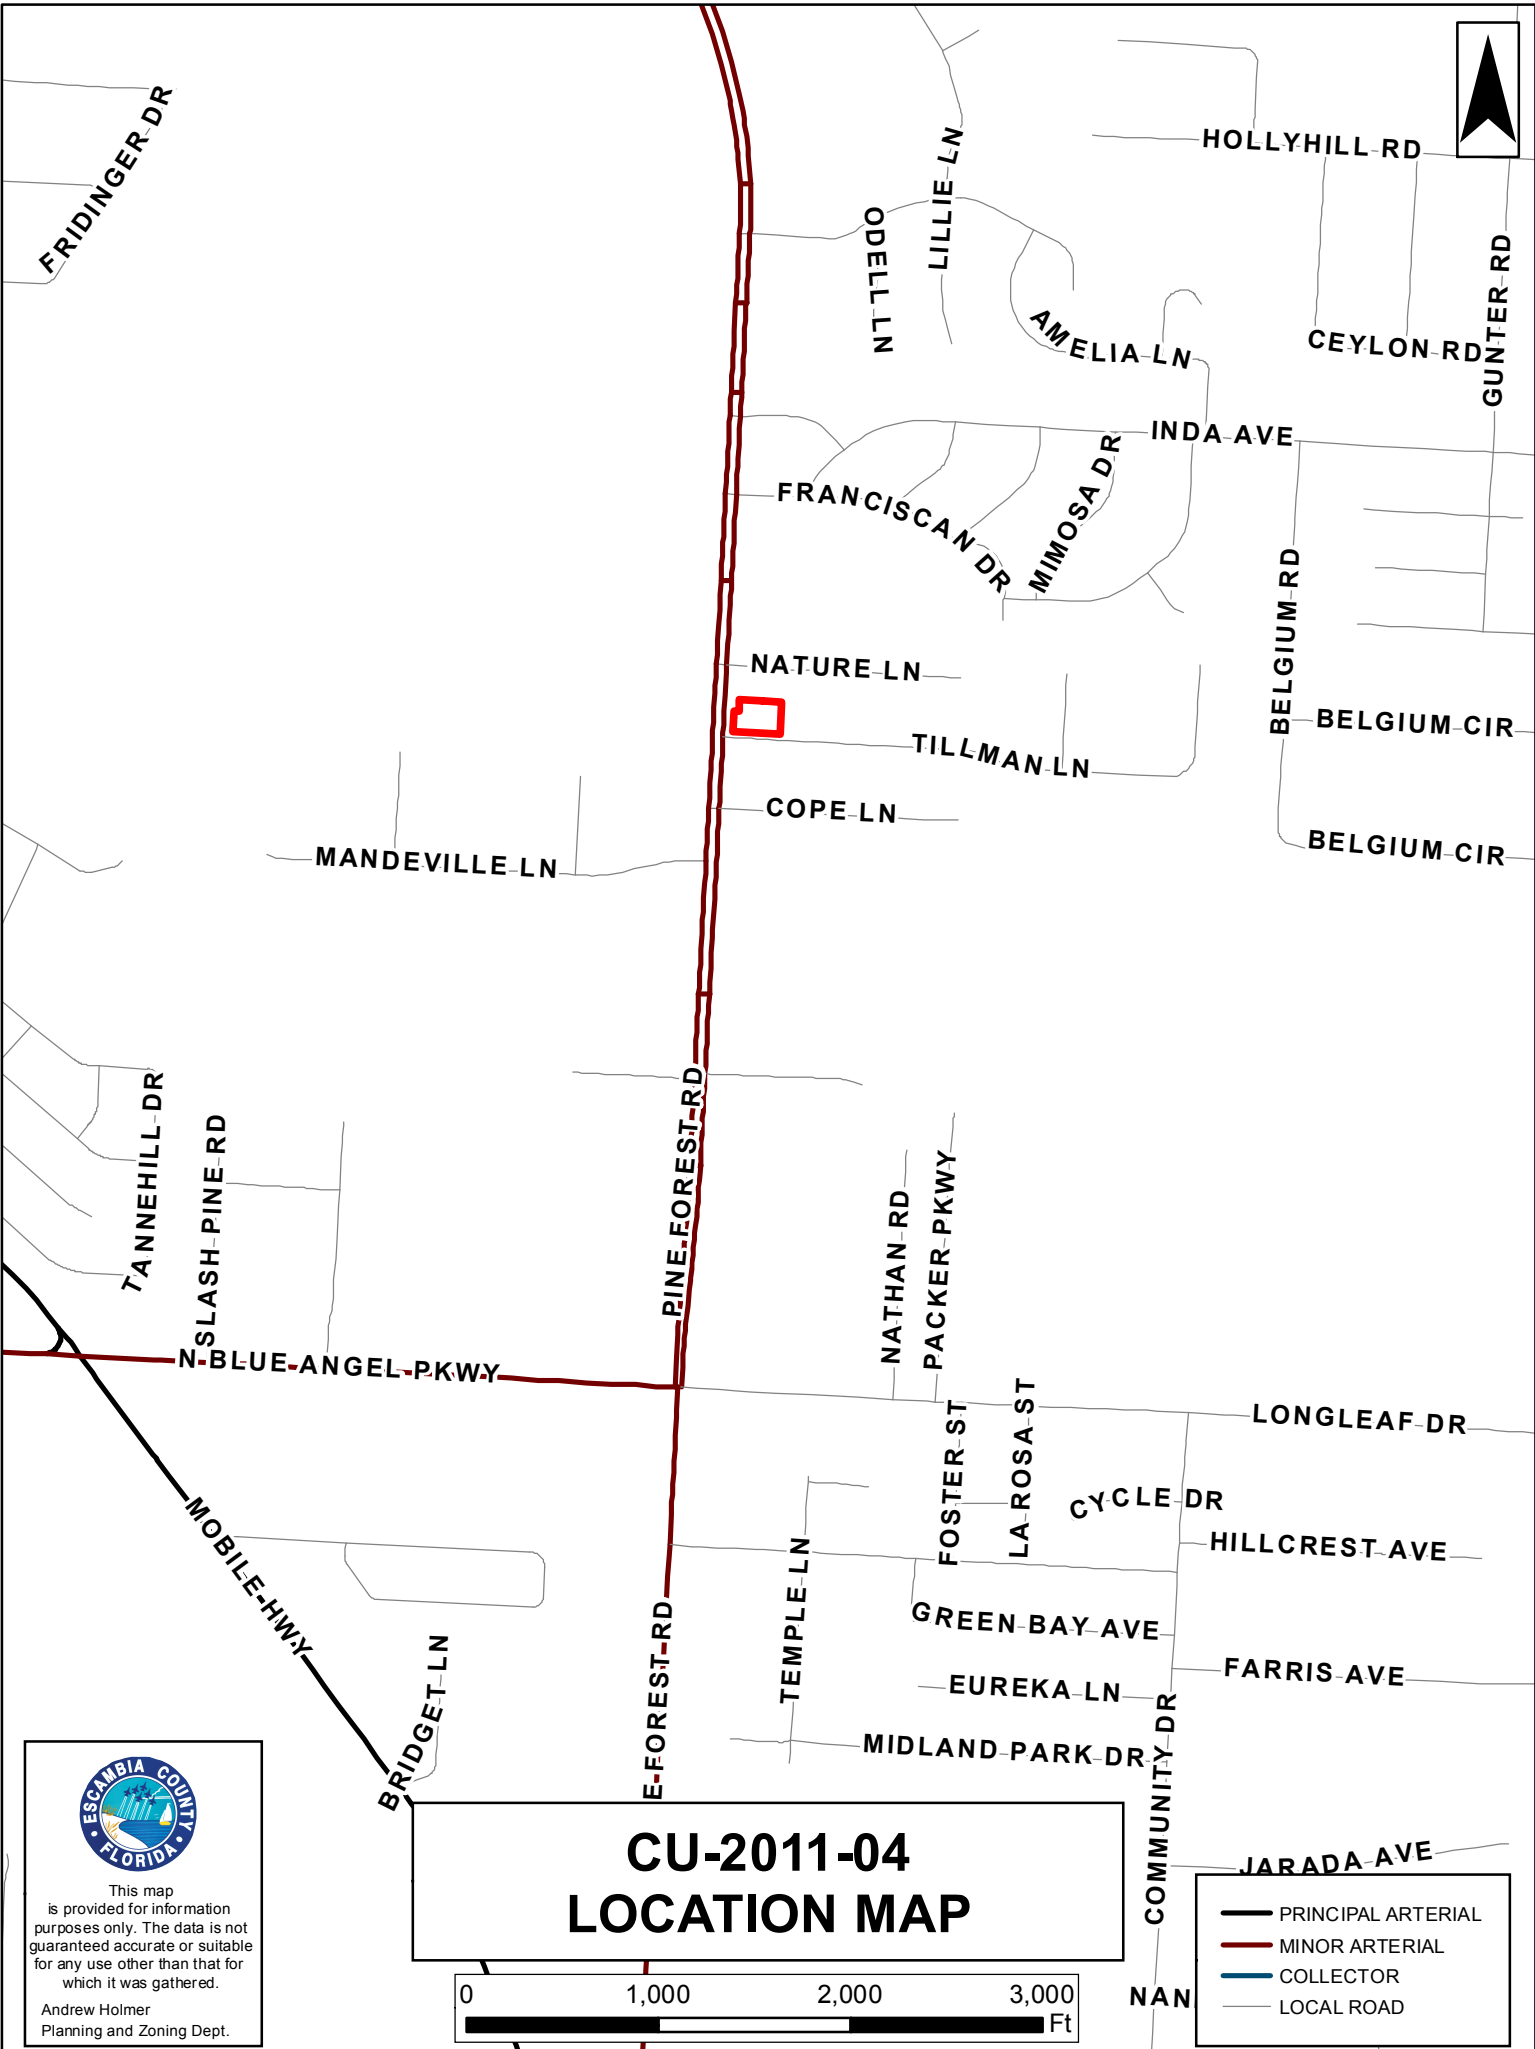 FRIDINGER DR
HOLLYHILL RD
LILLIE LN
ODELL LN
GUNTER RD
AMELIA LN
CEYLON RD
INDA AVE
MIMOSA DR
FRANCISCAN DR
BELGIUM RD
NATURE LN
BELGIUM CIR
TILLMAN LN
COPE LN
MANDEVILLE LN
BELGIUM CIR
TANNEHILL DR
SLASH PINE RD
PINE FOREST RD
NATHAN RD
PACKER PKWY
N BLUE ANGEL PKWY
LONGLEAF DR
FOSTER ST
LA ROSA ST
CYCLE DR
HILLCREST AVE
MOBILE HWY
TEMPLE LN
GREEN BAY AVE
E FOREST RD
FARRIS AVE
EUREKA LN
BRIDGET LN
MIDLAND PARK DR
COMMUNITY DR
JARADA AVE
NAN
ESCAMBIA COUNTY
FLORIDA
This map
is provided for information
purposes only. The data is not
guaranteed accurate or suitable
for any use other than that for
which it was gathered.
Andrew Holmer
Planning and Zoning Dept.
CU-2011-04
LOCATION MAP
0 1,000 2,000 3,000
Ft
PRINCIPAL ARTERIAL
MINOR ARTERIAL
COLLECTOR
LOCAL ROAD